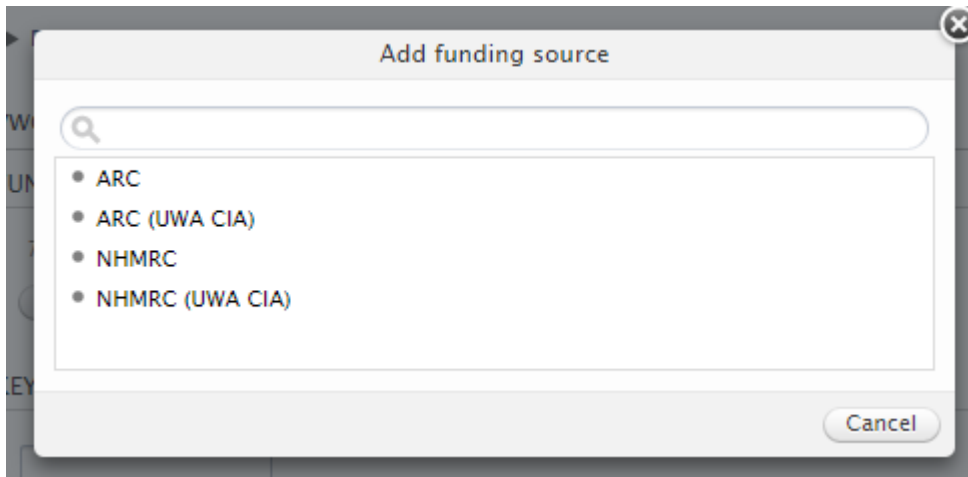 Add funding source
ARC
ARC (UWA CIA)
NHMRC
NHMRC (UWA CIA)
Cancel